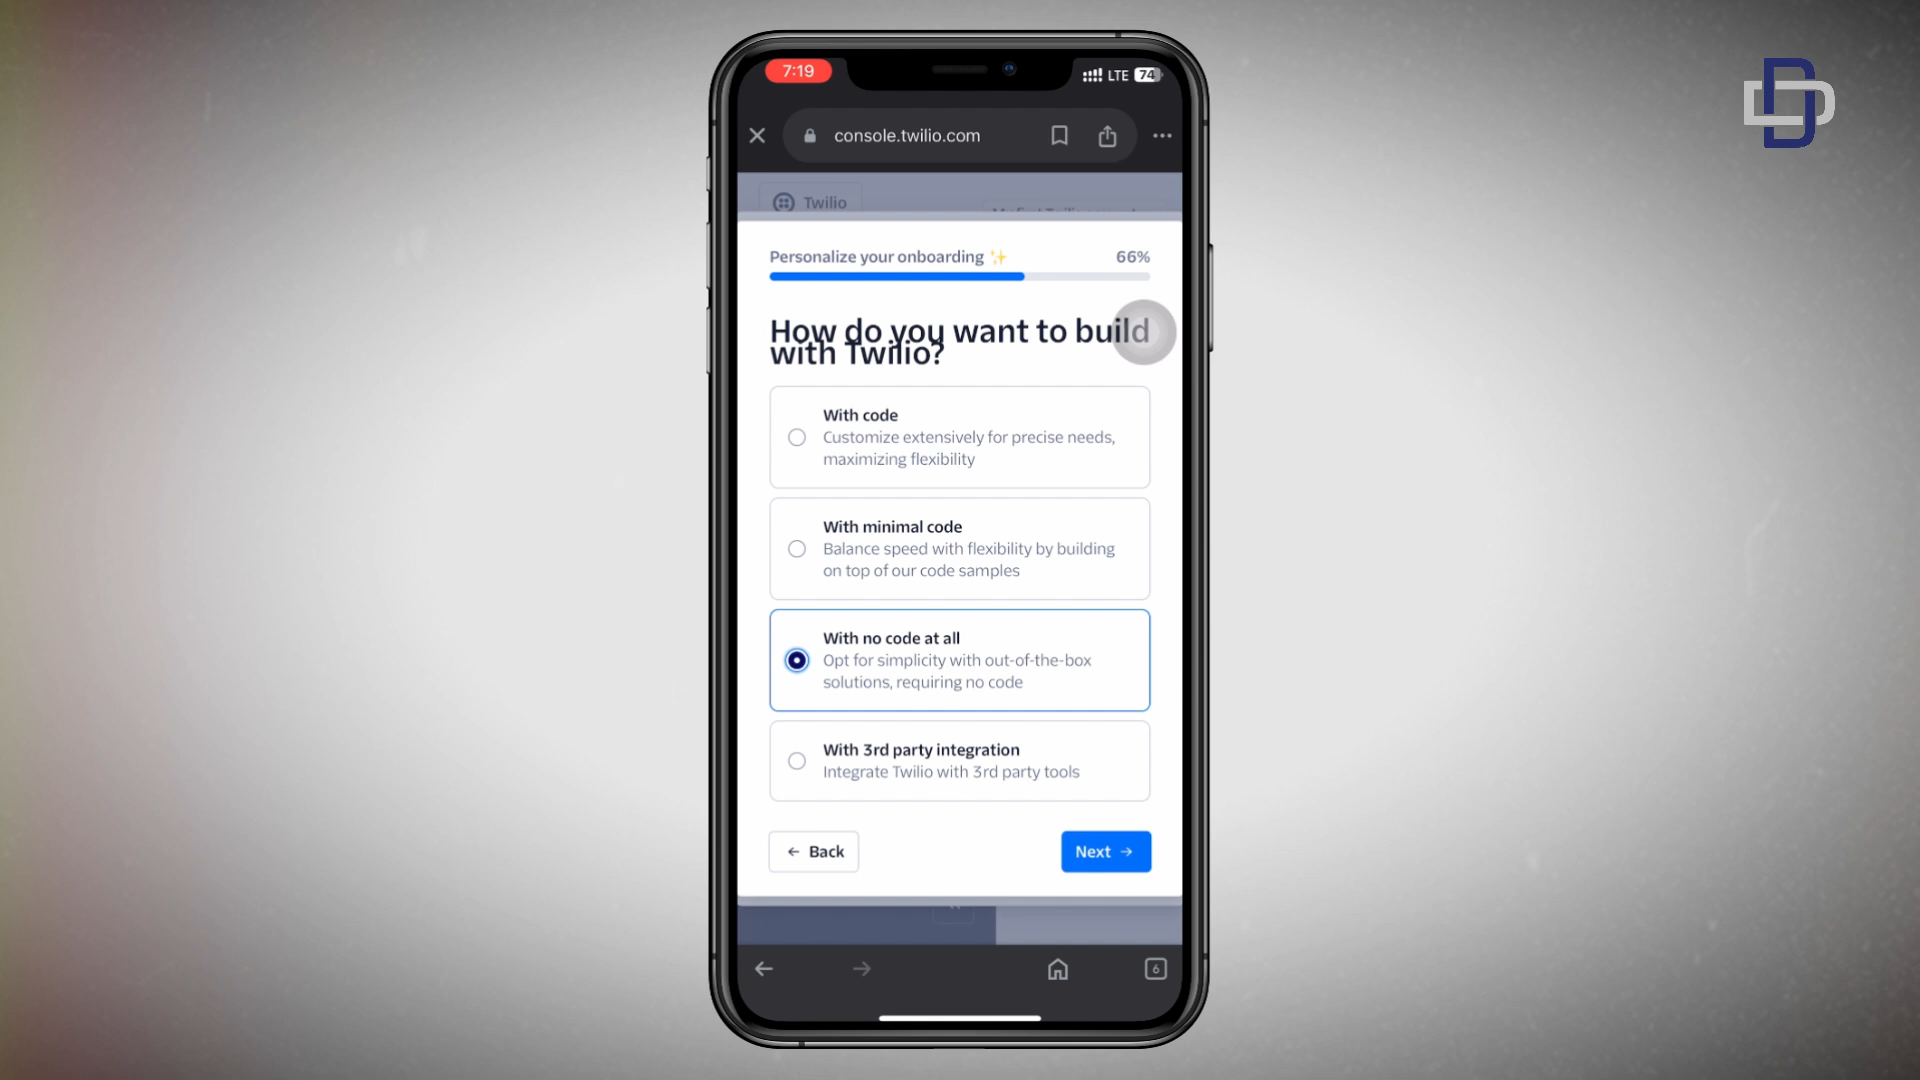 7:19
LTE 74
console.twilio.com
Twilio
Personalize your onboarding ✨ 66%
How do you want to build
with Twilio?
With code
Customize extensively for precise needs,
maximizing flexibility
With minimal code
Balance speed with flexibility by building
on top of our code samples
With no code at all
Opt for simplicity with out-of-the-box
solutions, requiring no code
With 3rd party integration
Integrate Twilio with 3rd party tools
← Back
Next →
6